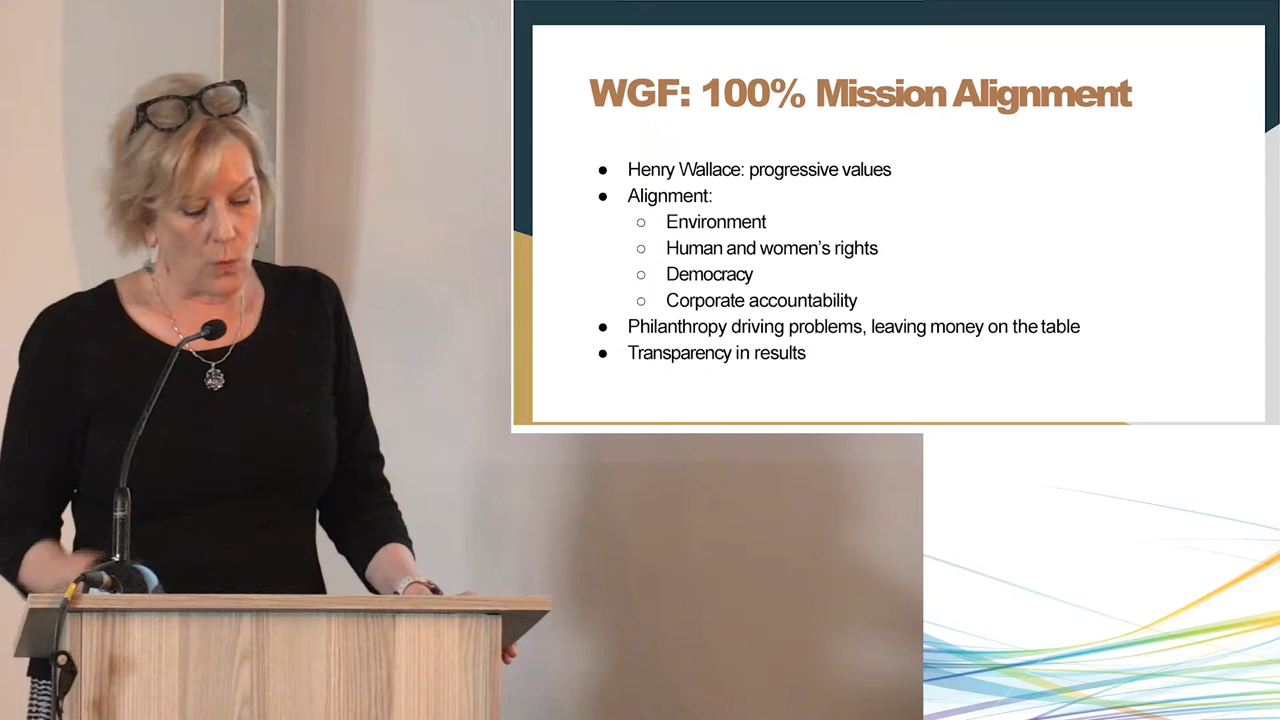 WGF: 100% Mission Alignment
● Henry Wallace: progressive values
● Alignment:
○ Environment
○ Human and women’s rights
○ Democracy
○ Corporate accountability
● Philanthropy driving problems, leaving money on the table
● Transparency in results